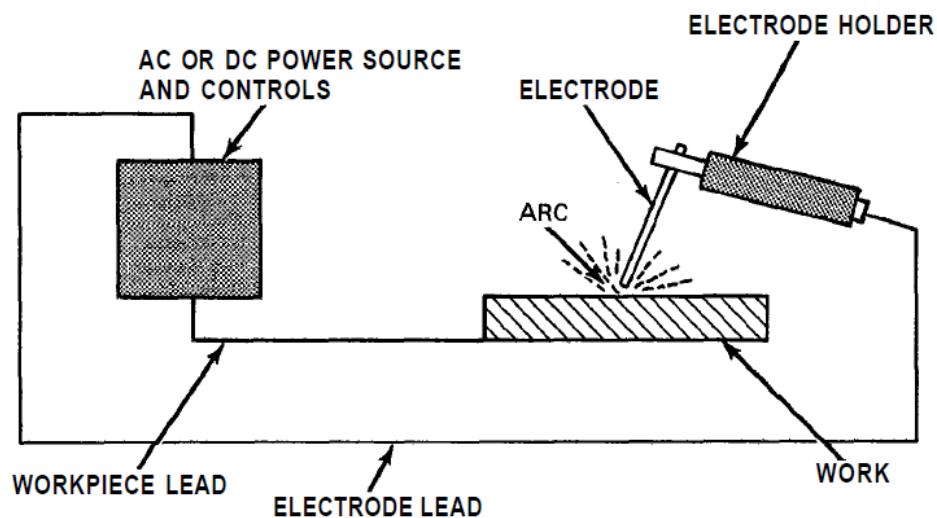 ELECTRODE HOLDER
AC OR DC POWER SOURCE
AND CONTROLS
ELECTRODE
ARC
WORKPIECE LEAD
ELECTRODE LEAD
WORK